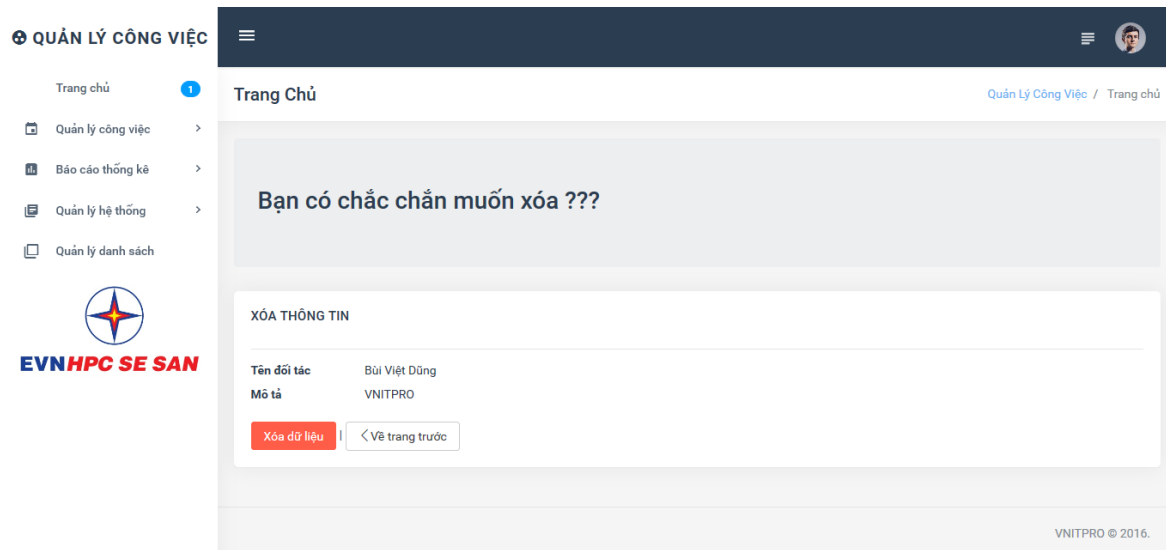 QUẢN LÝ CÔNG VIỆC
Trang chủ 1
Quản lý công việc
Báo cáo thống kê
Quản lý hệ thống
Quản lý danh sách
EVNHPC SE SAN
Trang Chủ
Quản Lý Công Việc / Trang chủ
Bạn có chắc chắn muốn xóa ???
XÓA THÔNG TIN
Tên đối tác Bùi Việt Dũng
Mô tả VNITPRO
Xóa dữ liệu | Về trang trước
VNITPRO © 2016.